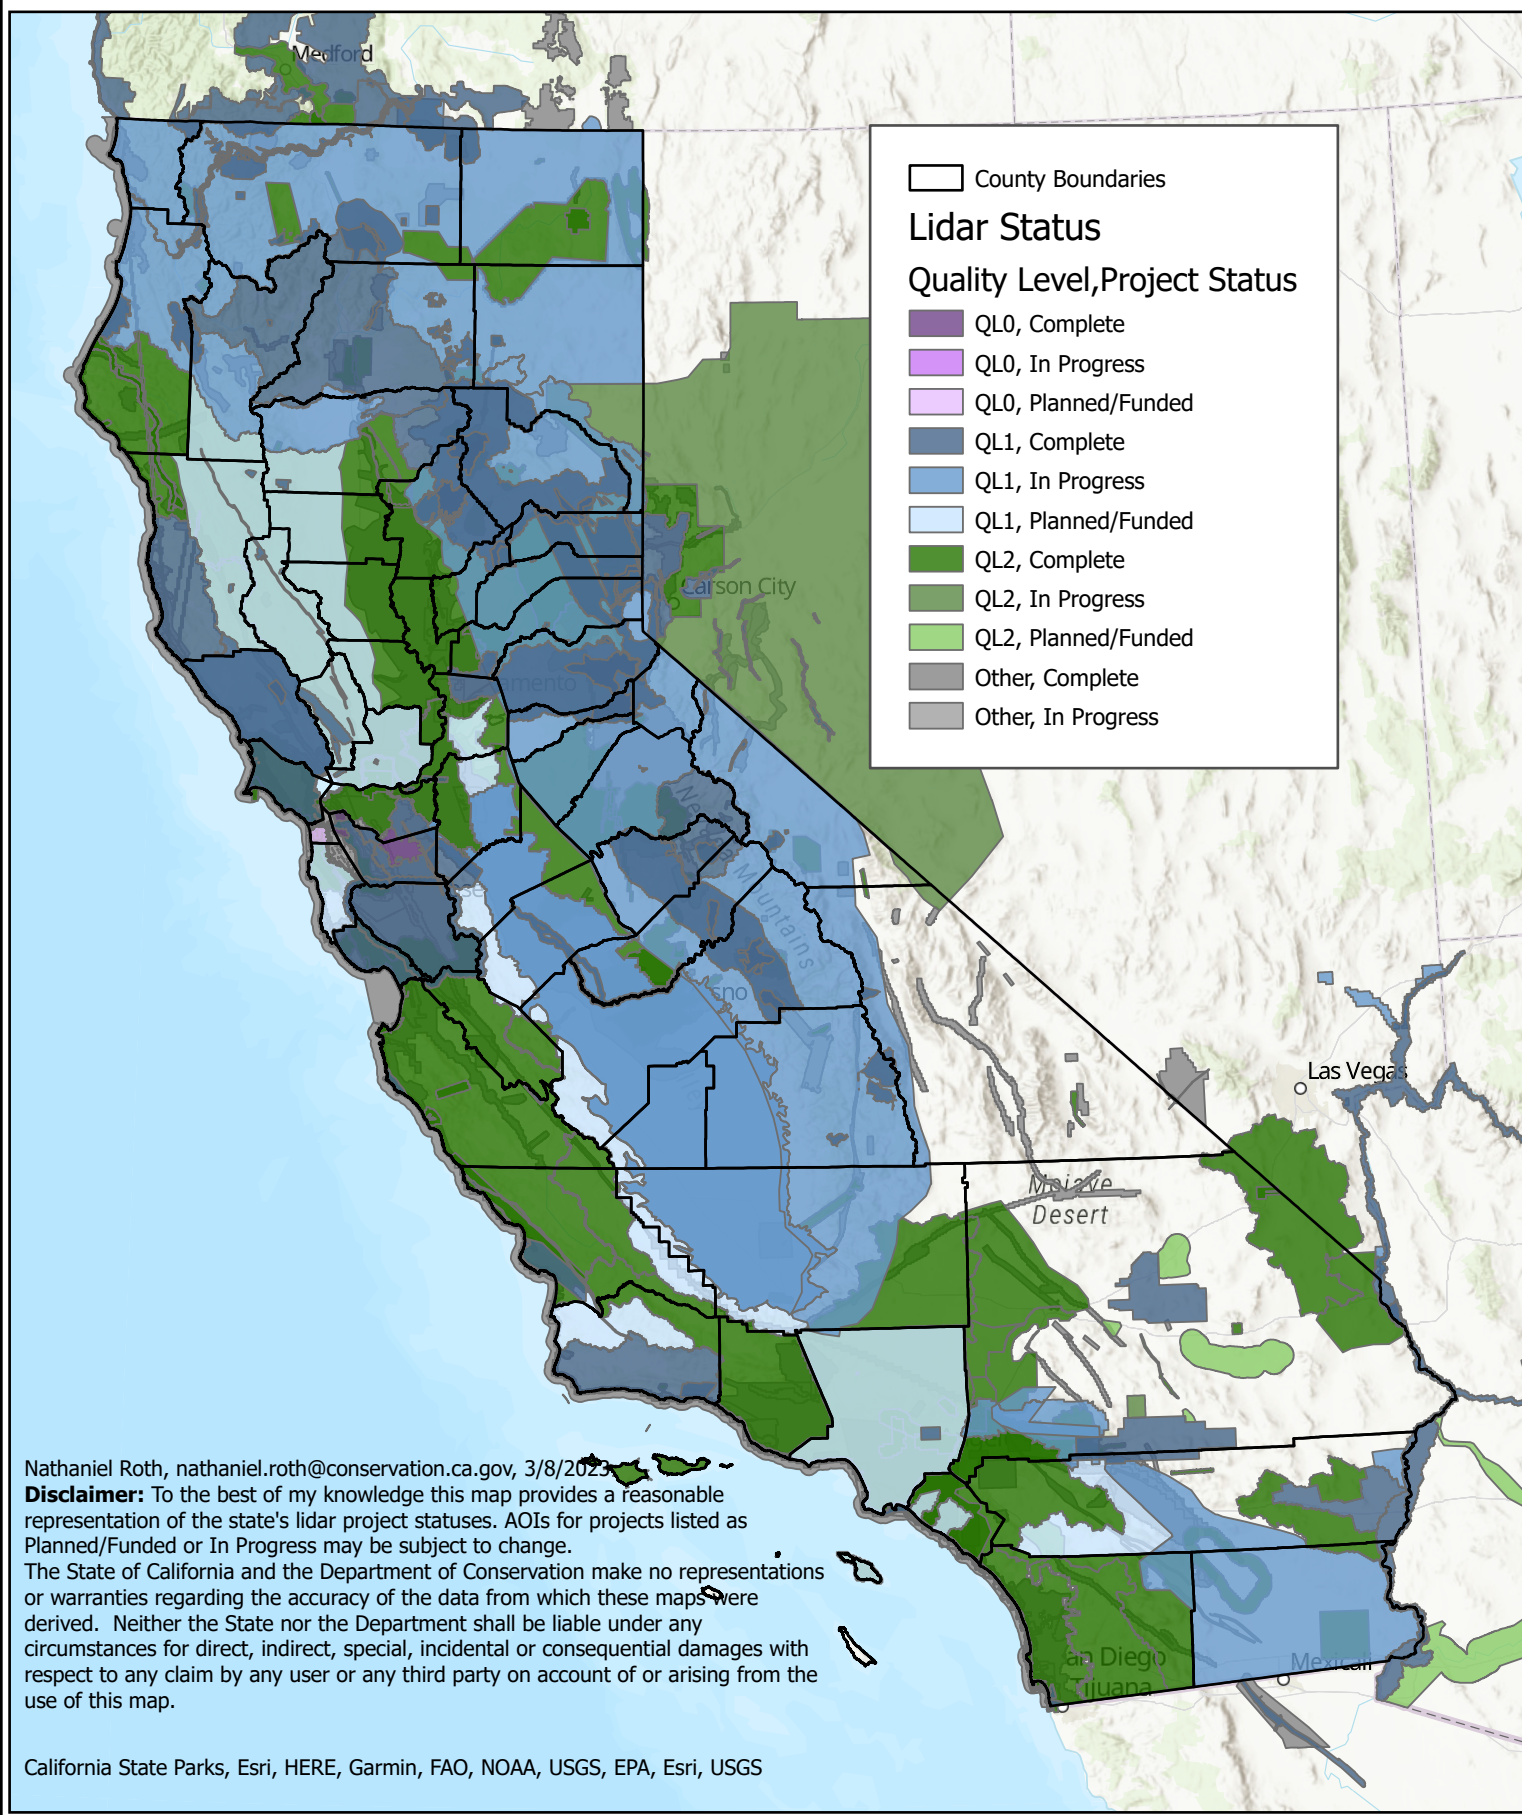 Medford
County Boundaries
Lidar Status
Quality Level,Project Status
QL0, Complete
QL0, In Progress
QL0, Planned/Funded
QL1, Complete
QL1, In Progress
QL1, Planned/Funded
QL2, Complete
QL2, In Progress
QL2, Planned/Funded
Other, Complete
Other, In Progress
Carson City
Mountains
Las Vegas
Mojave
Desert
Nathaniel Roth, nathaniel.roth@conservation.ca.gov, 3/8/2023
Disclaimer: To the best of my knowledge this map provides a reasonable
representation of the state's lidar project statuses. AOIs for projects listed as
Planned/Funded or In Progress may be subject to change.
The State of California and the Department of Conservation make no representations
or warranties regarding the accuracy of the data from which these maps were
derived. Neither the State nor the Department shall be liable under any
circumstances for direct, indirect, special, incidental or consequential damages with
respect to any claim by any user or any third party on account of or arising from the
use of this map.
an Diego
Tijuana
Mexicali
California State Parks, Esri, HERE, Garmin, FAO, NOAA, USGS, EPA, Esri, USGS